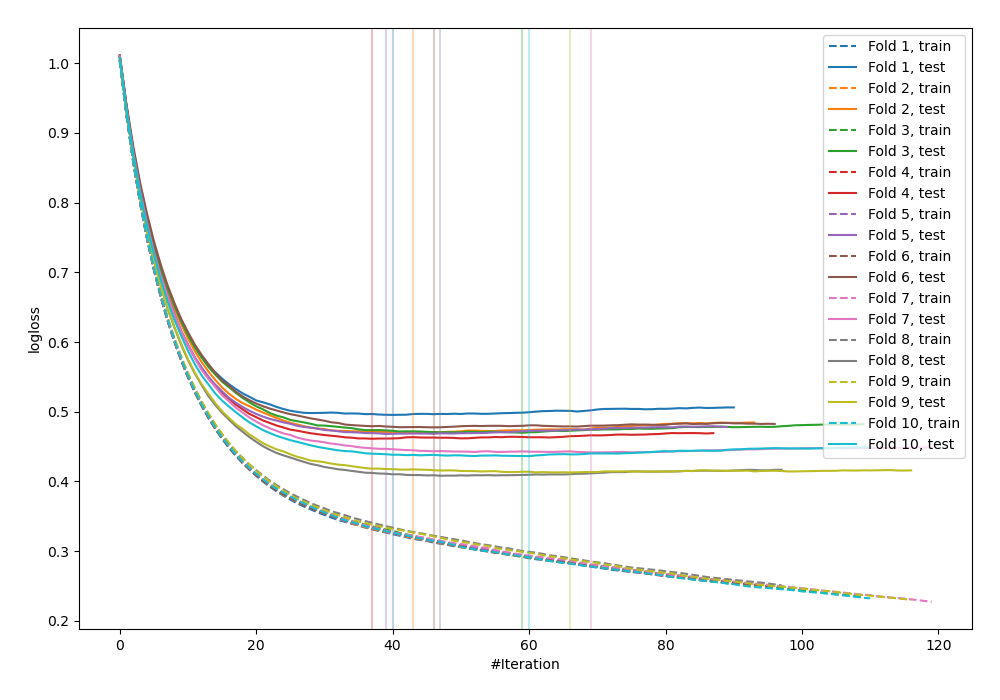 1.0
0.9
0.8
0.7
0.6
0.5
0.4
0.3
0.2
logloss
0
20
40
60
80
100
120
#Iteration
Fold 1, train
Fold 1, test
Fold 2, train
Fold 2, test
Fold 3, train
Fold 3, test
Fold 4, train
Fold 4, test
Fold 5, train
Fold 5, test
Fold 6, train
Fold 6, test
Fold 7, train
Fold 7, test
Fold 8, train
Fold 8, test
Fold 9, train
Fold 9, test
Fold 10, train
Fold 10, test